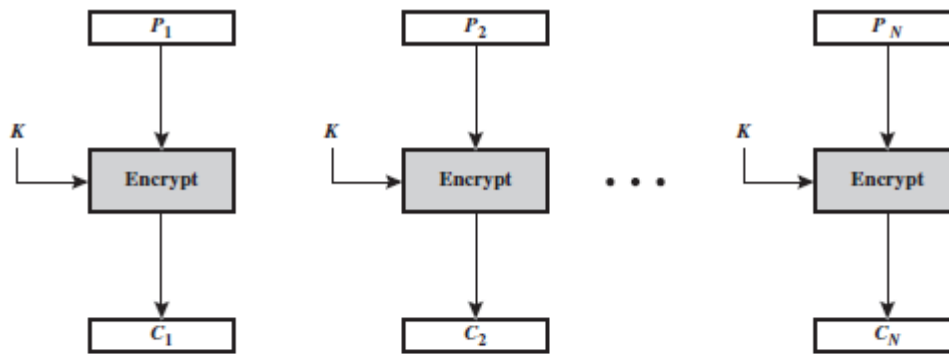 P1 P2 PN
K K K
Encrypt Encrypt • • • Encrypt
C1 C2 CN